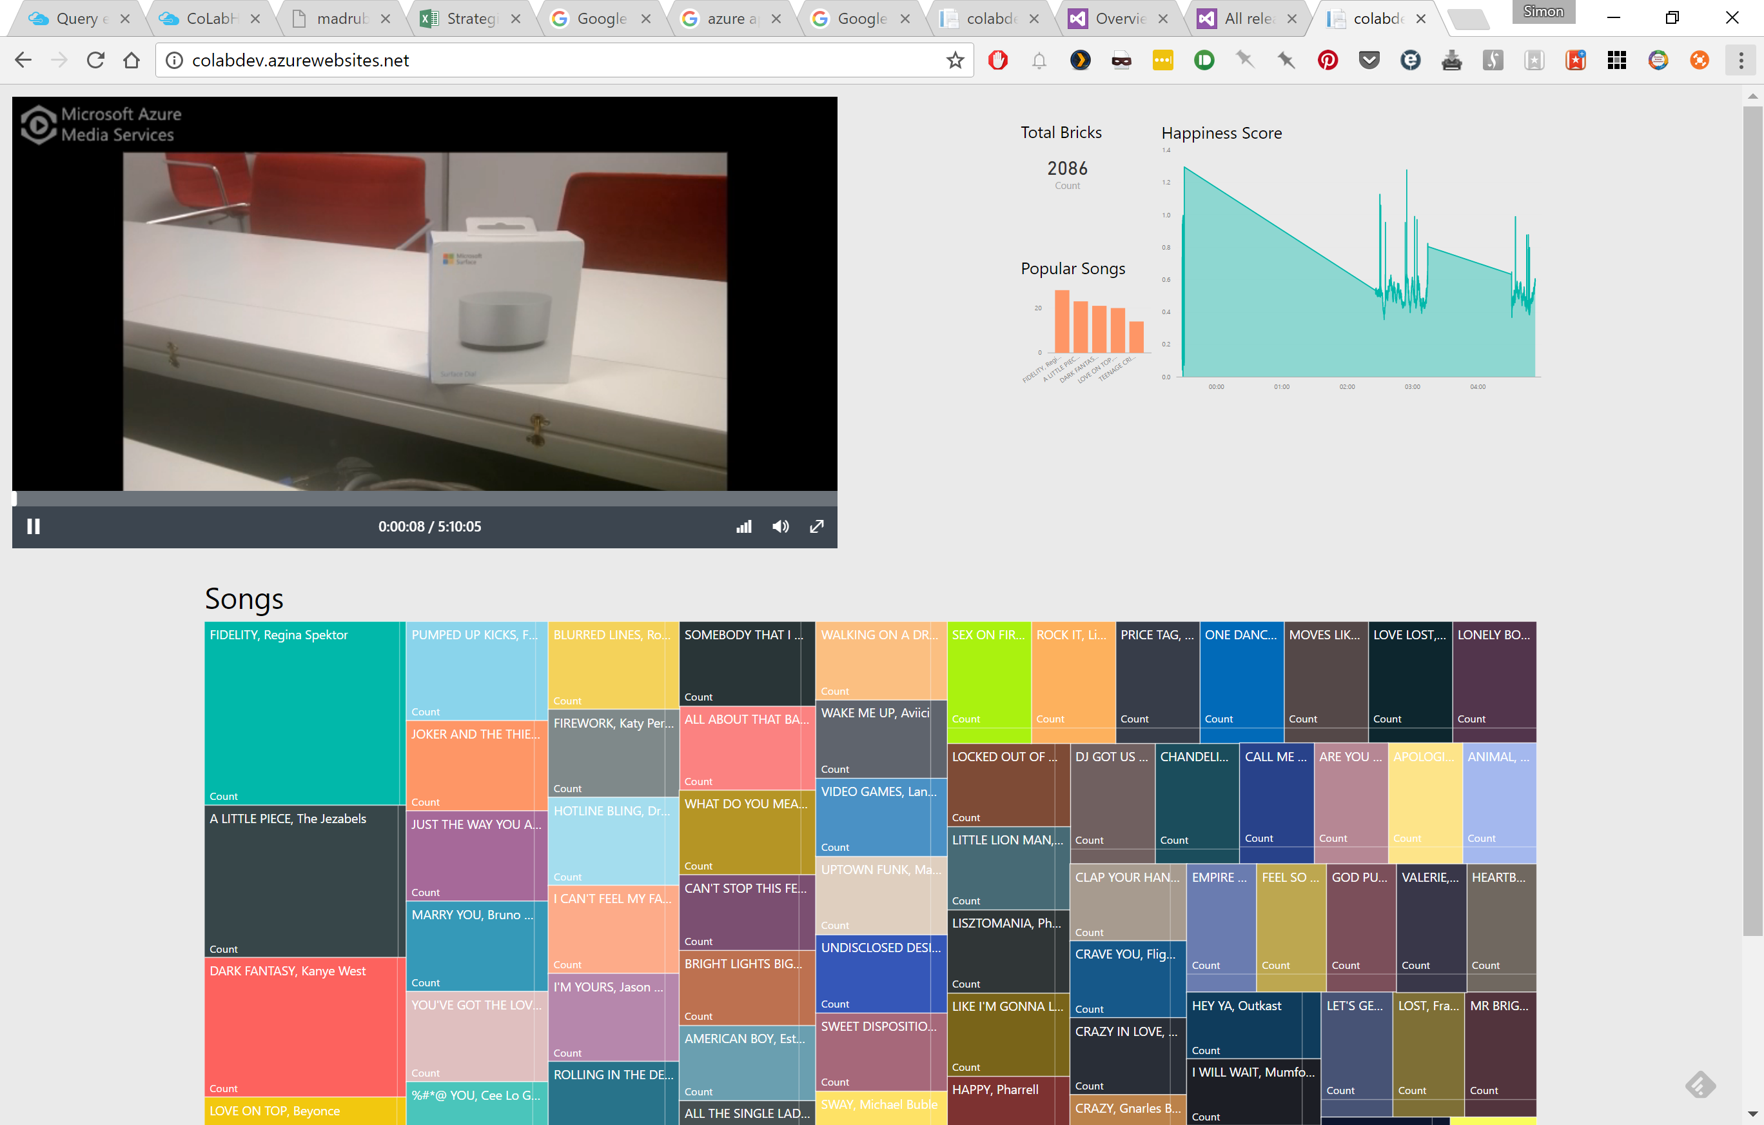 Query e
CoLabH
madrub
Strateg
Google
azure a
Google
colabde
Overvie
All relea
colabde
Simon
colabdev.azurewebsites.net
Microsoft Azure
Media Services
Microsoft
Surface
Surface Dial
0:00:08 / 5:10:05
Total Bricks
2086
Count
Popular Songs
20
0
FIDELITY, Regi...
A LITTLE PIEC...
DARK FANTAS...
LOVE ON TOP,...
TEENAGE CRI...
Happiness Score
1.4
1.2
1.0
0.8
0.6
0.4
0.2
0.0
00:00
01:00
02:00
03:00
04:00
Songs
FIDELITY, Regina Spektor
Count
A LITTLE PIECE, The Jezabels
Count
DARK FANTASY, Kanye West
Count
LOVE ON TOP, Beyonce
PUMPED UP KICKS, F...
Count
JOKER AND THE THIE...
Count
JUST THE WAY YOU A...
Count
MARRY YOU, Bruno ...
Count
YOU'VE GOT THE LOV...
Count
%#*@ YOU, Cee Lo G...
BLURRED LINES, Ro...
Count
FIREWORK, Katy Per...
Count
HOTLINE BLING, Dr...
Count
I CAN'T FEEL MY FA...
Count
I'M YOURS, Jason ...
Count
ROLLING IN THE DE...
SOMEBODY THAT I ...
Count
ALL ABOUT THAT BA...
Count
WHAT DO YOU MEA...
Count
CAN'T STOP THIS FE...
Count
BRIGHT LIGHTS BIG...
Count
AMERICAN BOY, Est...
Count
ALL THE SINGLE LAD...
WALKING ON A DR...
Count
WAKE ME UP, Aviici
Count
VIDEO GAMES, Lan...
Count
UPTOWN FUNK, Ma...
Count
UNDISCLOSED DESI...
Count
SWEET DISPOSITIO...
Count
SWAY, Michael Buble
SEX ON FIR...
Count
ROCK IT, Li...
Count
PRICE TAG, ...
Count
ONE DANC...
Count
MOVES LIK...
Count
LOVE LOST,...
Count
LONELY BO...
Count
LOCKED OUT OF ...
Count
LITTLE LION MAN,...
Count
LISZTOMANIA, Ph...
Count
LIKE I'M GONNA L...
Count
HAPPY, Pharrell
DJ GOT US ...
Count
CHANDELI...
Count
CALL ME ...
Count
ARE YOU ...
Count
APOLOGI...
Count
ANIMAL, ...
Count
CLAP YOUR HAN...
Count
CRAVE YOU, Flig...
Count
CRAZY IN LOVE, ...
Count
CRAZY, Gnarles B...
EMPIRE ...
Count
FEEL SO ...
Count
GOD PU...
Count
VALERIE,...
Count
HEARTB...
Count
HEY YA, Outkast
Count
I WILL WAIT, Mumfo...
Count
LET'S GE...
Count
LOST, Fra...
Count
MR BRIG...
Count